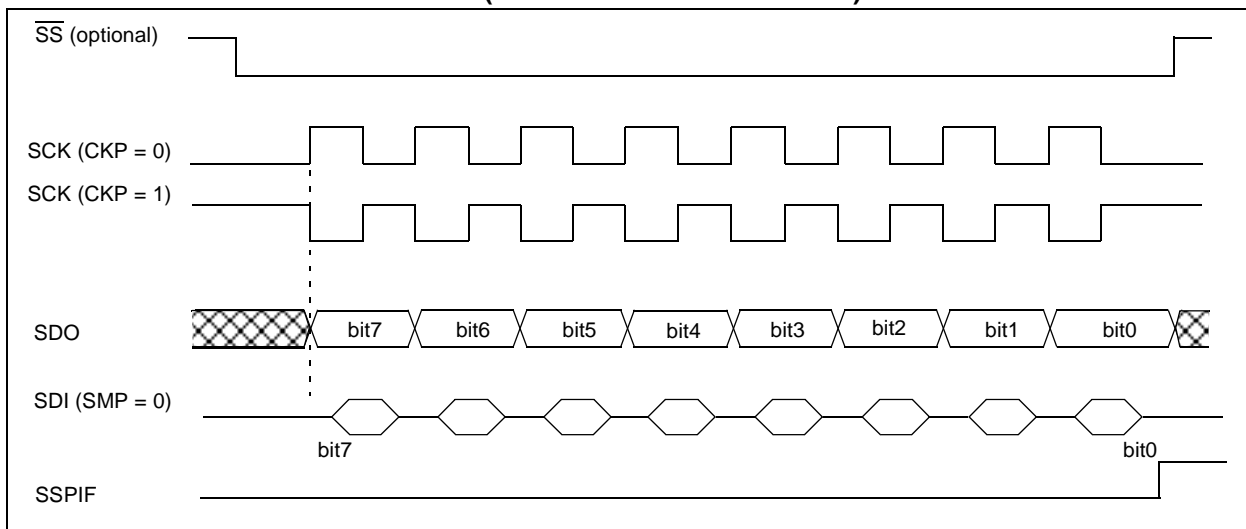 SS (optional)
SCK (CKP = 0)
SCK (CKP = 1)
SDO bit7 bit6 bit5 bit4 bit3 bit2 bit1 bit0
SDI (SMP = 0)
bit7 bit0
SSPIF